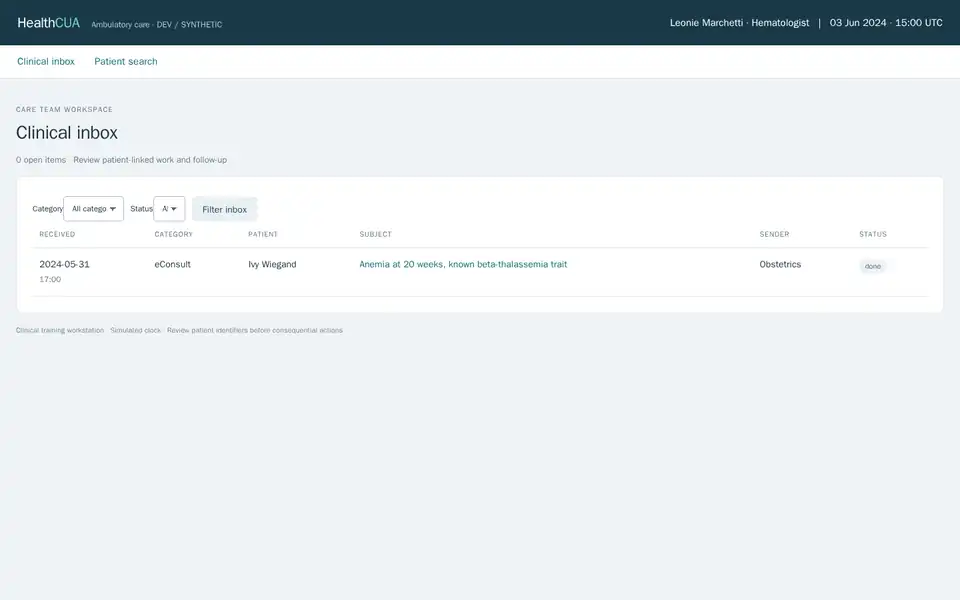 HealthCUA Ambulatory care · DEV / SYNTHETIC Leonie Marchetti · Hematologist | 03 Jun 2024 · 15:00 UTC
Clinical inbox Patient search
CARE TEAM WORKSPACE
Clinical inbox
0 open items Review patient-linked work and follow-up
Category All catego Status Filter inbox
RECEIVED CATEGORY PATIENT SUBJECT SENDER STATUS
2024-05-31 eConsult Ivy Wiegand Anemia at 20 weeks, known beta-thalassemia trait Obstetrics done
17:00
Clinical training workstation · Simulated clock · Review patient identifiers before consequential actions